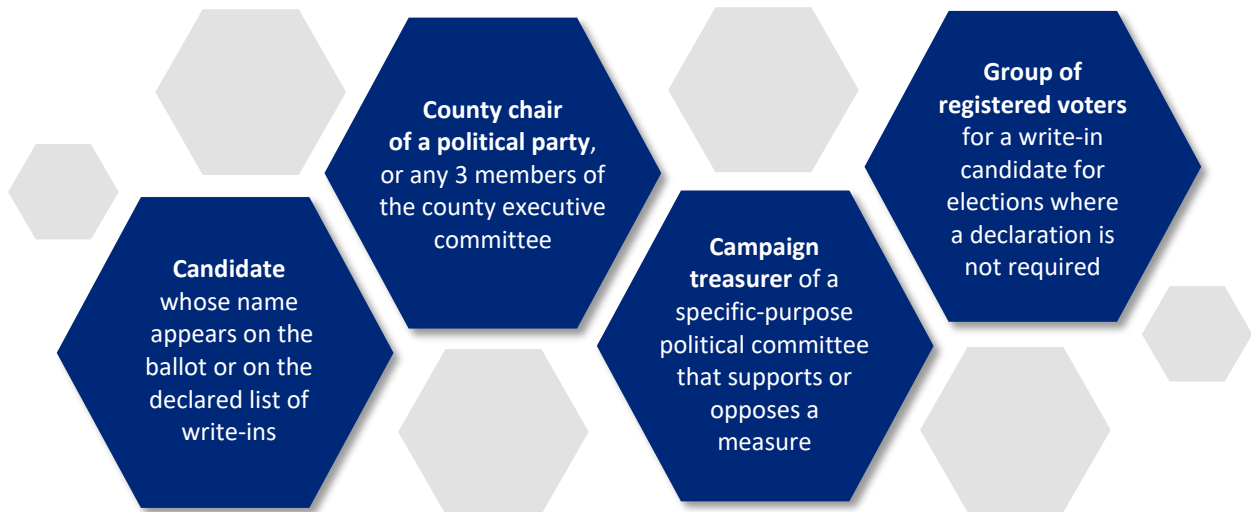 Candidate
whose name
appears on the
ballot or on the
declared list of
write-ins
County chair
of a political party,
or any 3 members of
the county executive
committee
Campaign
treasurer of a
specific-purpose
political committee
that supports or
opposes a
measure
Group of
registered voters
for a write-in
candidate for
elections where
a declaration is
not required